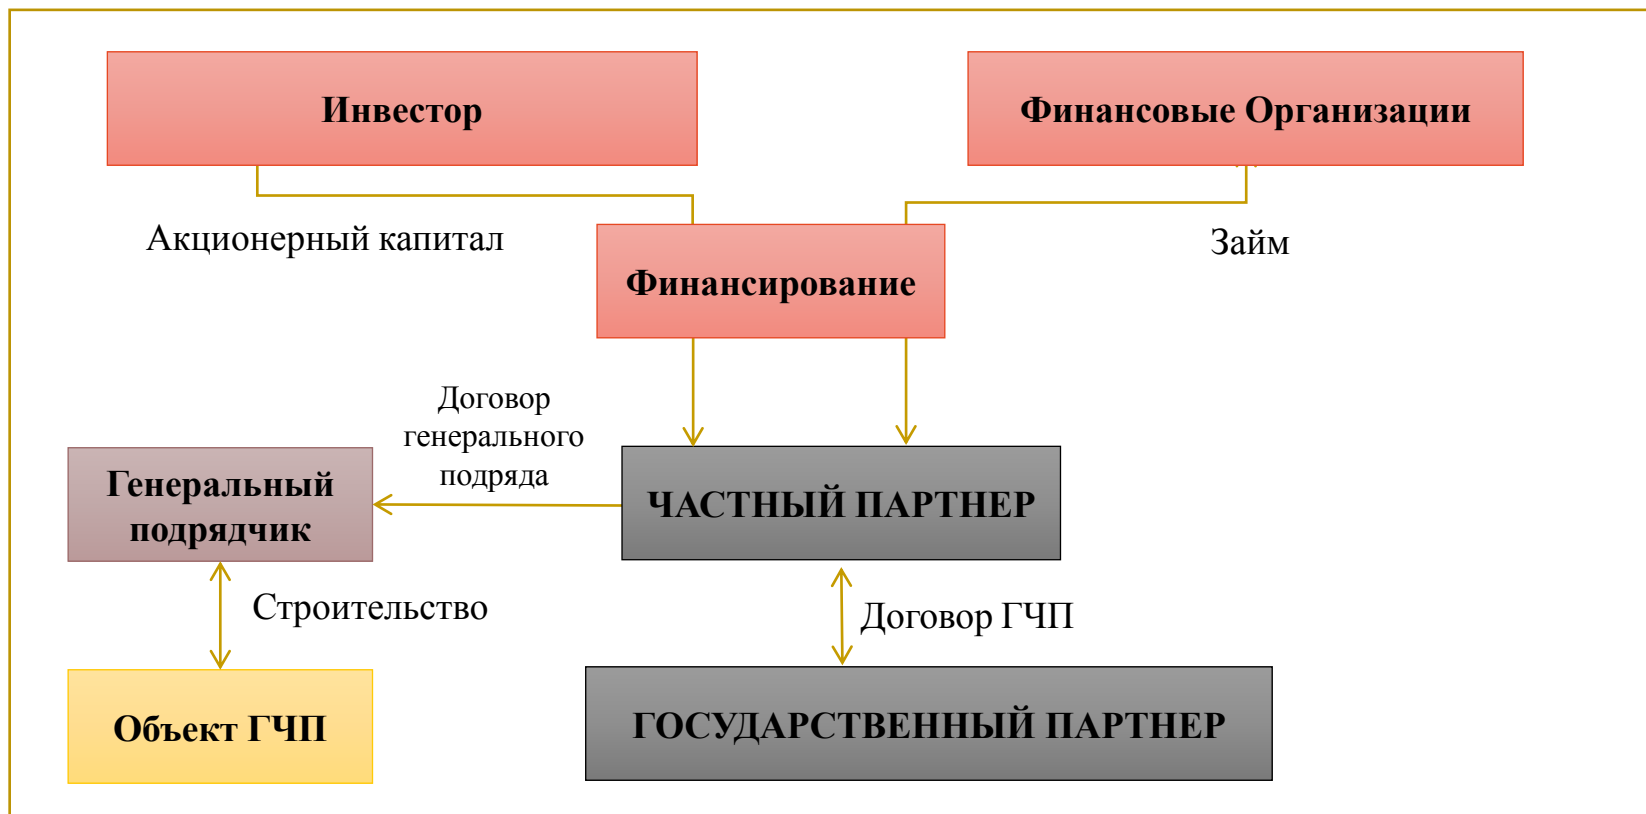 Инвестор
Финансовые Организации
Акционерный капитал
Займ
Финансирование
Договор
генерального
подряда
Генеральный
подрядчик
ЧАСТНЫЙ ПАРТНЕР
Строительство
Договор ГЧП
Объект ГЧП
ГОСУДАРСТВЕННЫЙ ПАРТНЕР